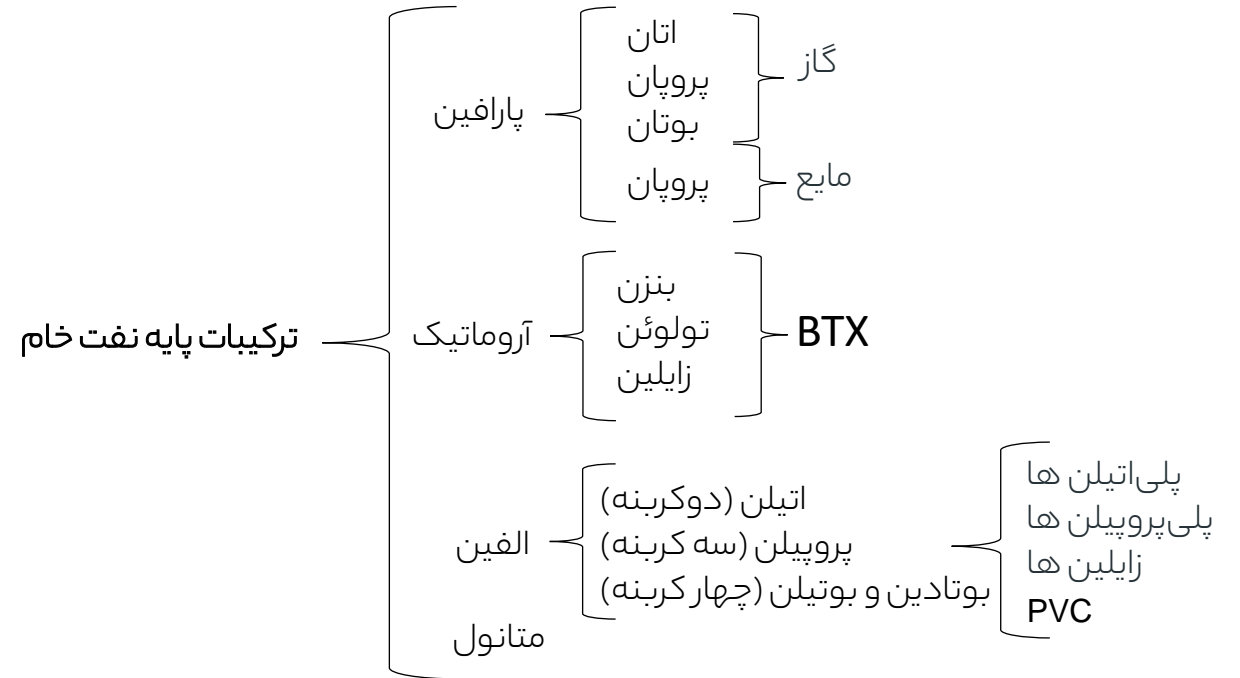 ترکیبات پایه نفت خام
پارافین
اتان
پروپان
بوتان
گاز
پروپان
مایع
آروماتیک
بنزن
تولوئن
زایلین
BTX
الفین
اتیلن (دوکربنه)
پروپیلن (سه کربنه)
بوتادین و بوتیلن (چهار کربنه)
پلی‌اتیلن ها
پلی‌پروپیلن ها
زایلین ها
PVC
متانول